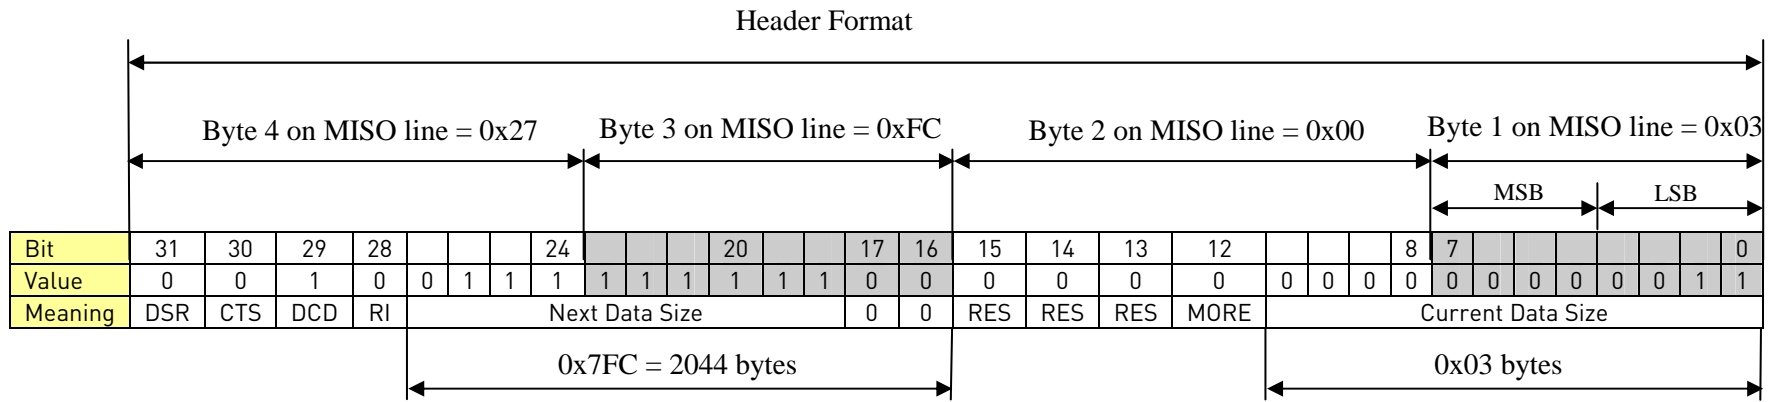 Header Format
Byte 4 on MISO line = 0x27 Byte 3 on MISO line = 0xFC Byte 2 on MISO line = 0x00 Byte 1 on MISO line = 0x03
MSB LSB
Bit 31 30 29 28 24 20 17 16 15 14 13 12 8 7 0
Value 0 0 1 0 0 1 1 1 1 1 1 1 1 1 0 0 0 0 0 0 0 0 0 0 0 0 0 0 0 0 1 1
Meaning DSR CTS DCD RI Next Data Size 0 0 RES RES RES MORE Current Data Size
0x7FC = 2044 bytes 0x03 bytes